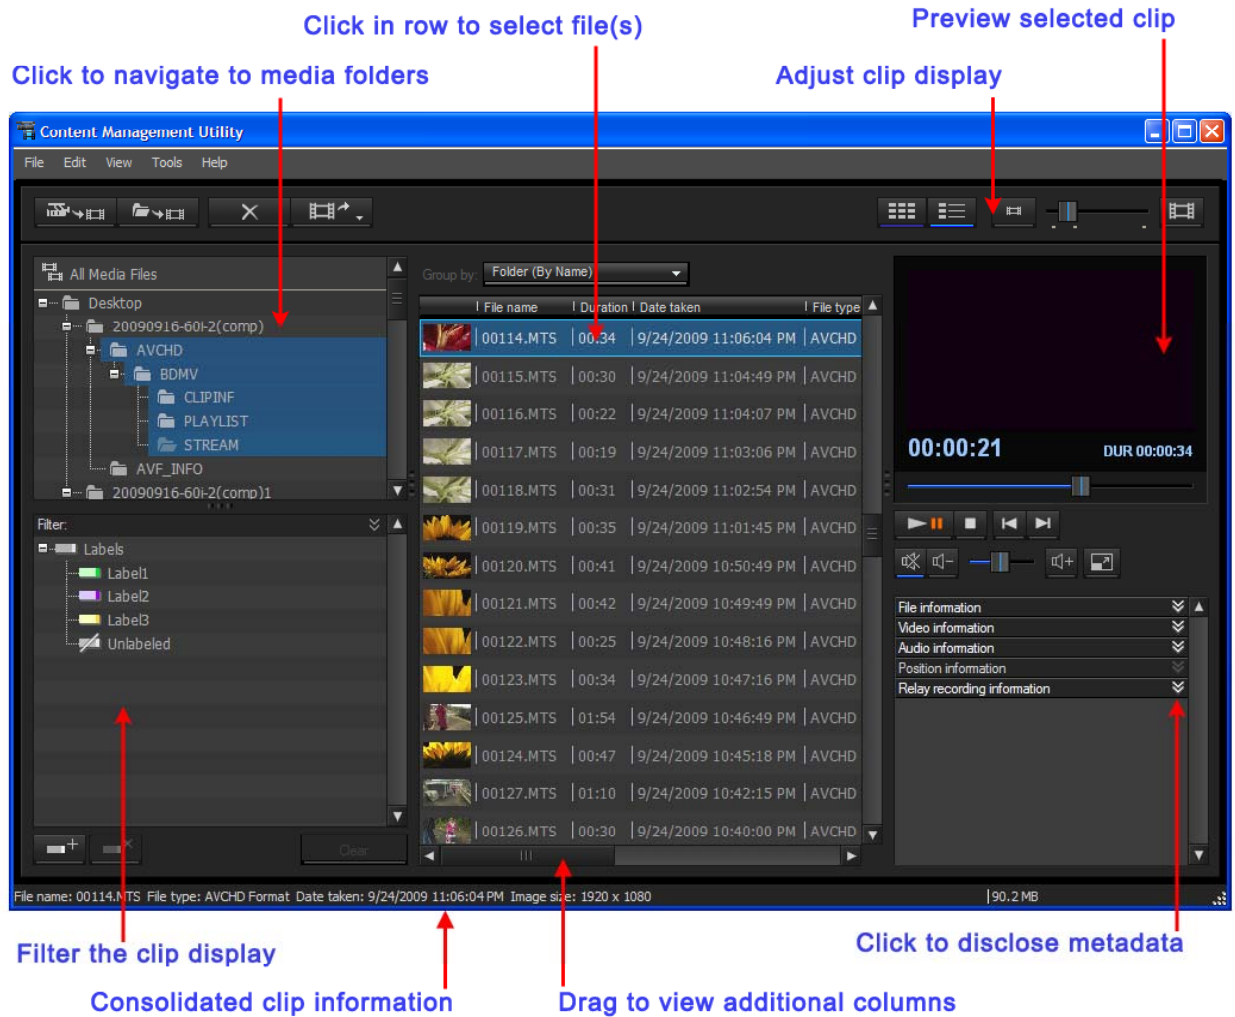 Click in row to select file(s)
Preview selected clip
Click to navigate to media folders
Adjust clip display
Content Management Utility
File Edit View Tools Help
All Media Files
Desktop
20090916-60i-2(comp)
AVCHD
BDMV
CLIPINF
PLAYLIST
STREAM
AVF_INFO
20090916-60i-2(comp)1
Filter:
Labels
Label1
Label2
Label3
Unlabeled
Clear
Group by: Folder (By Name)
File name Duration Date taken File type
00114.MTS 00:34 9/24/2009 11:06:04 PM AVCHD
00115.MTS 00:30 9/24/2009 11:04:49 PM AVCHD
00116.MTS 00:22 9/24/2009 11:04:07 PM AVCHD
00117.MTS 00:19 9/24/2009 11:03:06 PM AVCHD
00118.MTS 00:31 9/24/2009 11:02:54 PM AVCHD
00119.MTS 00:35 9/24/2009 11:01:45 PM AVCHD
00120.MTS 00:41 9/24/2009 10:50:49 PM AVCHD
00121.MTS 00:42 9/24/2009 10:49:49 PM AVCHD
00122.MTS 00:25 9/24/2009 10:48:16 PM AVCHD
00123.MTS 00:34 9/24/2009 10:47:16 PM AVCHD
00125.MTS 01:54 9/24/2009 10:46:49 PM AVCHD
00124.MTS 00:47 9/24/2009 10:45:18 PM AVCHD
00127.MTS 01:10 9/24/2009 10:42:15 PM AVCHD
00126.MTS 00:30 9/24/2009 10:40:00 PM AVCHD
00:00:21 DUR 00:00:34
File information
Video information
Audio information
Position information
Relay recording information
File name: 00114.MTS File type: AVCHD Format Date taken: 9/24/2009 11:06:04 PM Image size: 1920 x 1080 90.2 MB
Filter the clip display
Click to disclose metadata
Consolidated clip information
Drag to view additional columns